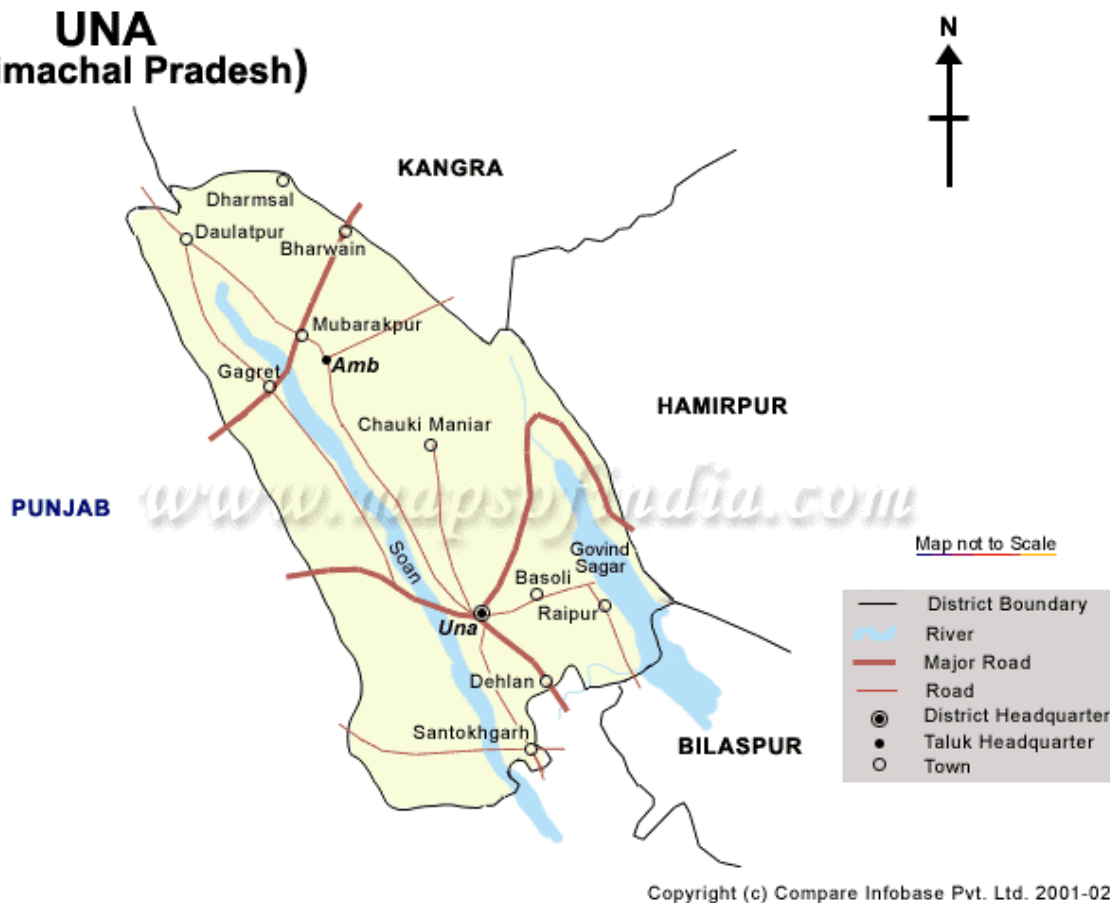 UNA
imachal Pradesh)
N
KANGRA
Dharmsal
Daulatpur
Bharwain
Mubarakpur
Amb
Gagret
HAMIRPUR
Chauki Maniar
www.mapsofindia.com
PUNJAB
Soan
Govind
Sagar
Map not to Scale
Basoli
Raipur
Una
Dehlan
Santokhgarh
BILASPUR
District Boundary
River
Major Road
Road
District Headquarter
Taluk Headquarter
Town
Copyright (c) Compare Infobase Pvt. Ltd. 2001-02